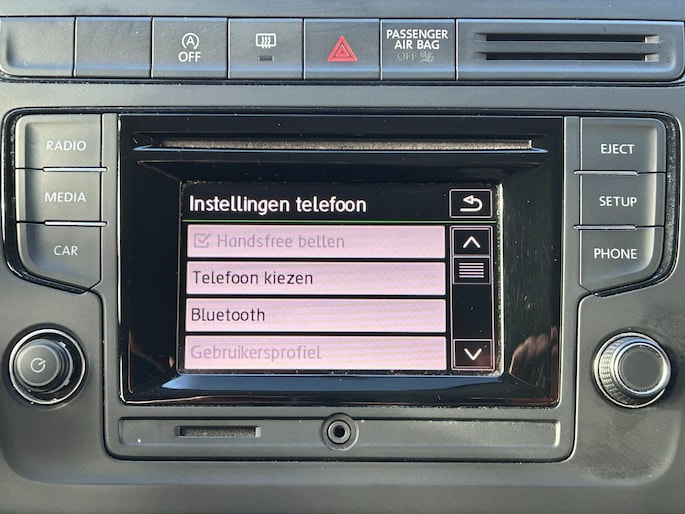 A
OFF
PASSENGER
AIR BAG
OFF
RADIO
MEDIA
CAR
Instellingen telefoon
Handsfree bellen
Telefoon kiezen
Bluetooth
Gebruikersprofiel
EJECT
SETUP
PHONE